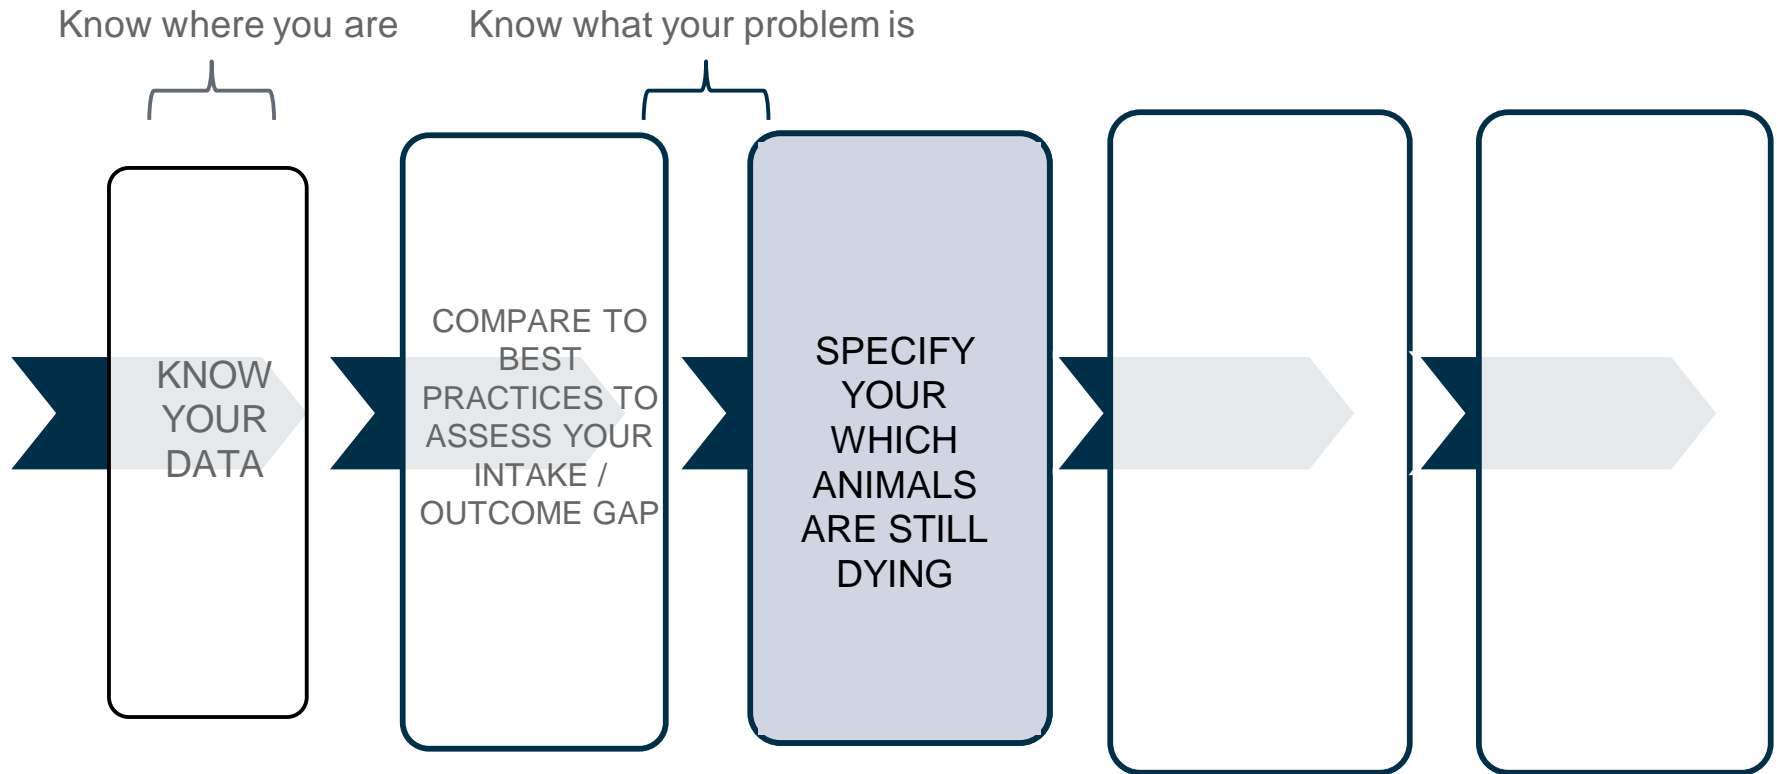 Know where you are
Know what your problem is
KNOW
YOUR
DATA
COMPARE TO
BEST
PRACTICES TO
ASSESS YOUR
INTAKE /
OUTCOME GAP
SPECIFY
YOUR
WHICH
ANIMALS
ARE STILL
DYING